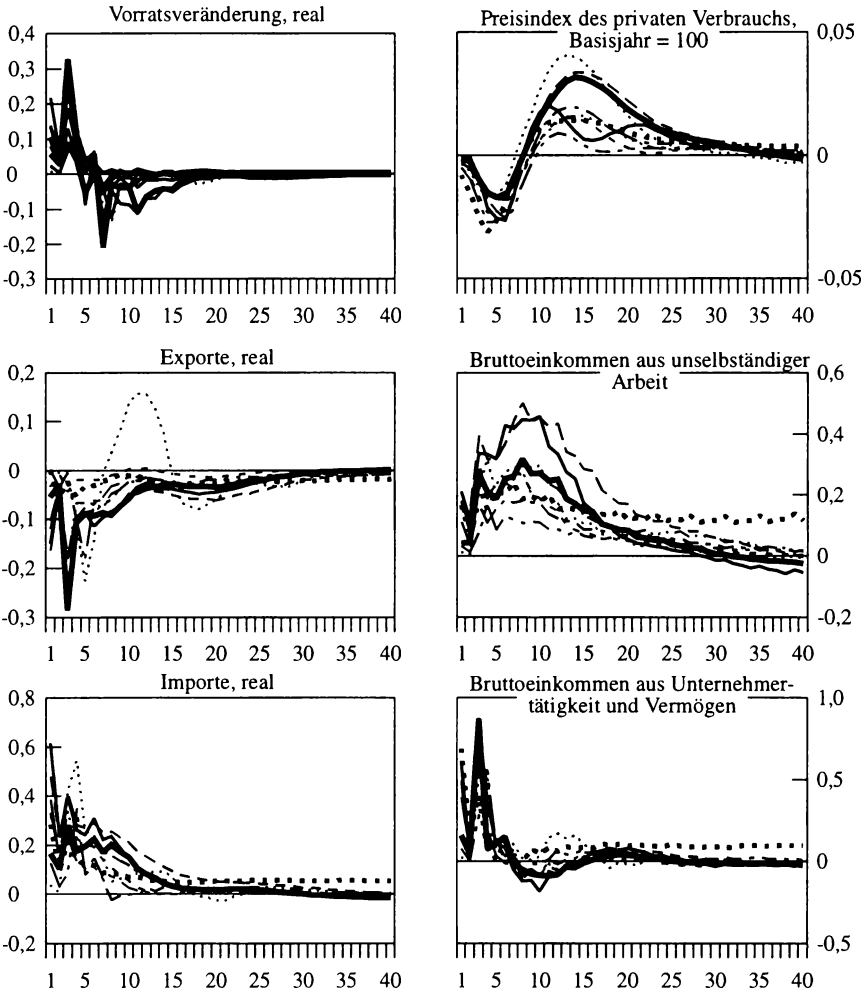 Vorratsveränderung, real
0,4
0,3
0,2
0,1
0
-0,1
-0,2
-0,3
1 5 10 15 20 25 30 35 40
Preisindex des privaten Verbrauchs,
Basisjahr = 100
0,05
0
-0,05
1 5 10 15 20 25 30 35 40
Exporte, real
0,2
0,1
0
-0,1
-0,2
-0,3
1 5 10 15 20 25 30 35 40
Bruttoeinkommen aus unselbständiger
Arbeit
0,6
0,4
0,2
0
-0,2
1 5 10 15 20 25 30 35 40
Importe, real
0,8
0,6
0,4
0,2
0
-0,2
1 5 10 15 20 25 30 35 40
Bruttoeinkommen aus Unternehmer-
tätigkeit und Vermögen
1,0
0,5
0
-0,5
1 5 10 15 20 25 30 35 40